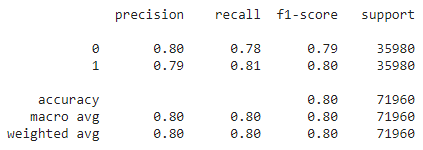 precision recall f1-score support
0 0.80 0.78 0.79 35980
1 0.79 0.81 0.80 35980
accuracy 0.80 71960
macro avg 0.80 0.80 0.80 71960
weighted avg 0.80 0.80 0.80 71960